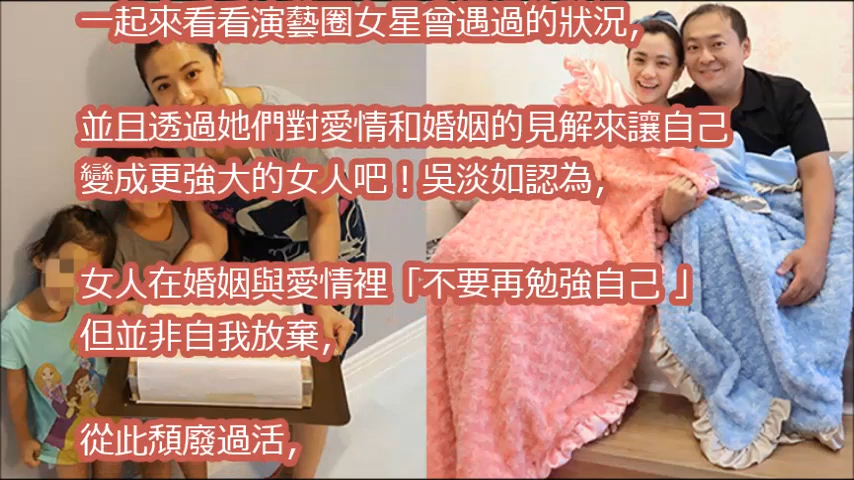 一起來看看演藝圈女星會遇過的狀況，
並且透過她們對愛情和婚姻的見解來讓自己
變成更強大的女人吧！吳淡如認為，
女人在婚姻與愛情裡「不要再勉強自己 」
但並非自我放棄，
從此頹廢過活，